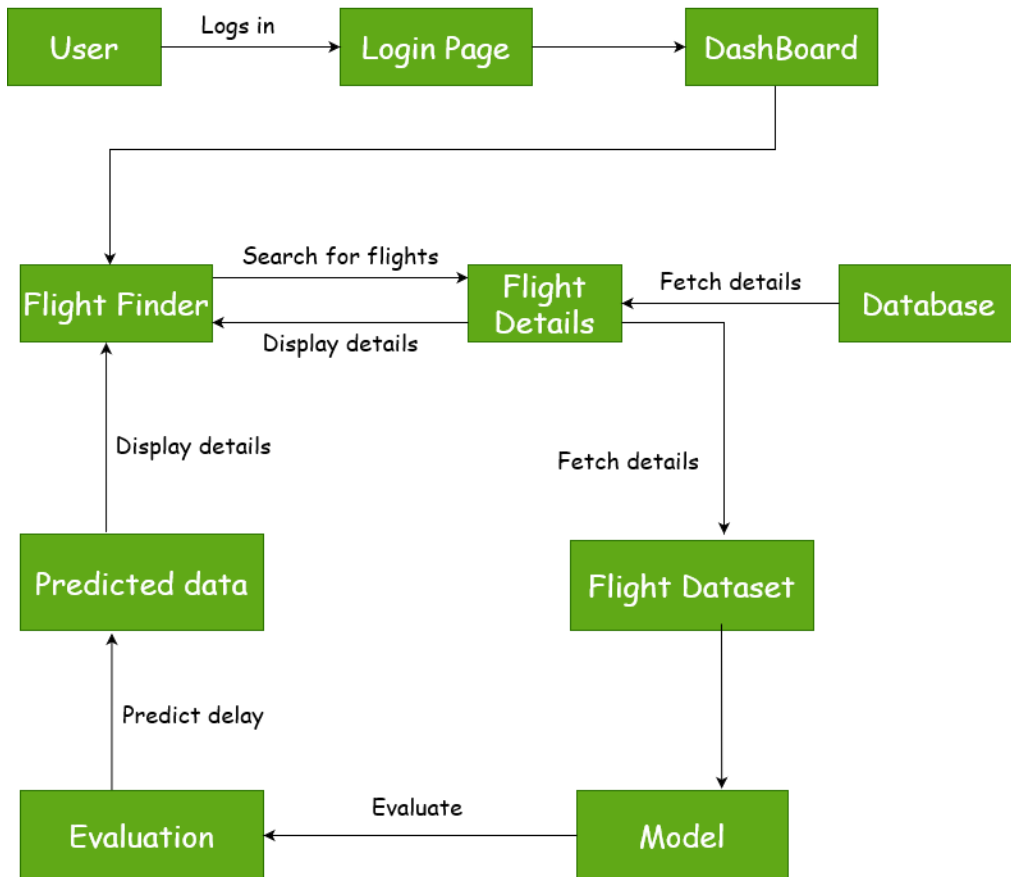 User
Logs in
Login Page
DashBoard
Search for flights
Flight Finder
Flight
Details
Fetch details
Database
Display details
Display details
Fetch details
Predicted data
Flight Dataset
Predict delay
Evaluation
Evaluate
Model